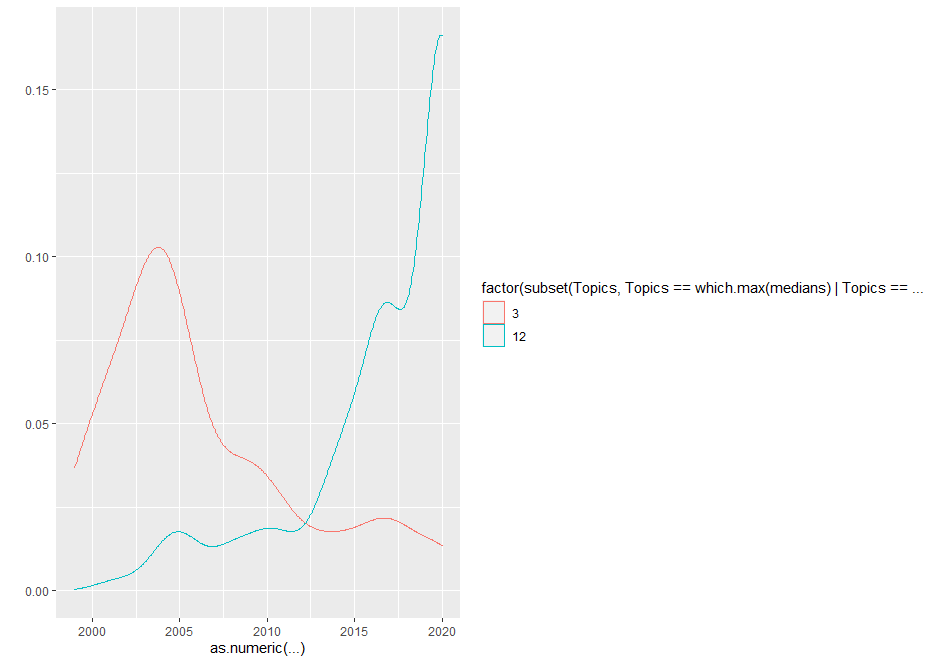 0.15
0.10
0.05
0.00
2000 2005 2010 2015 2020
as.numeric(...)
factor(subset(Topics, Topics == which.max(medians) | Topics == ...
3
12